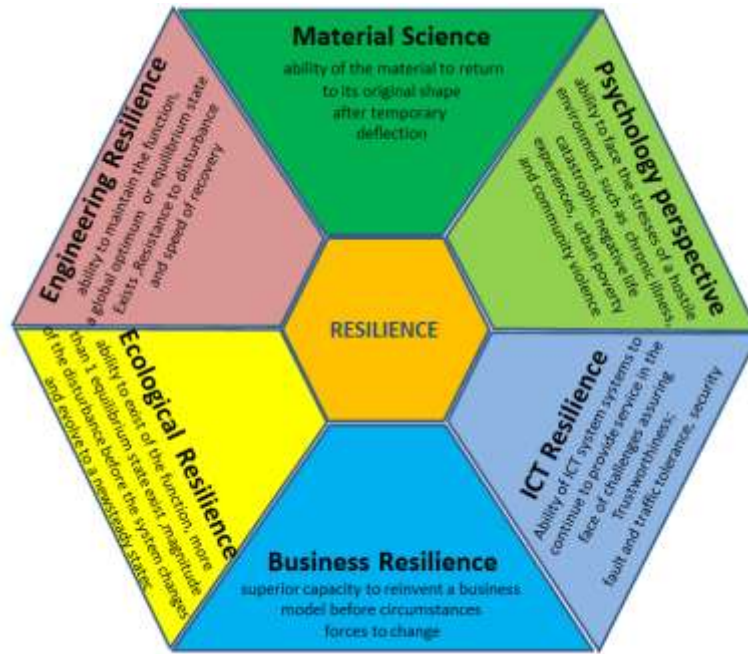 Material Science
ability of the material to return
to its original shape
after temporary
deflection
Psychology perspective
ability to face the stresses of a hostile
environment such as chronic illness,
catastrophic negative life
experiences, urban poverty
and community violence
ICT Resilience
Ability of ICT system systems to
continue to provide service in the
face of challenges assuring
Trustworthiness;
fault and traffic tolerance, security
Business Resilience
superior capacity to reinvent a business
model before circumstances
forces to change
Ecological Resilience
ability to exist of the function, more
than 1 equilibrium state exist ,magnitude
of the disturbance before the system changes
and evolve to a newsteady state.
Engineering Resilience
ability to maintain the function,
a global optimum or equilibrium state
Exists ,Resistance to disturbance
and speed of recovery
RESILIENCE